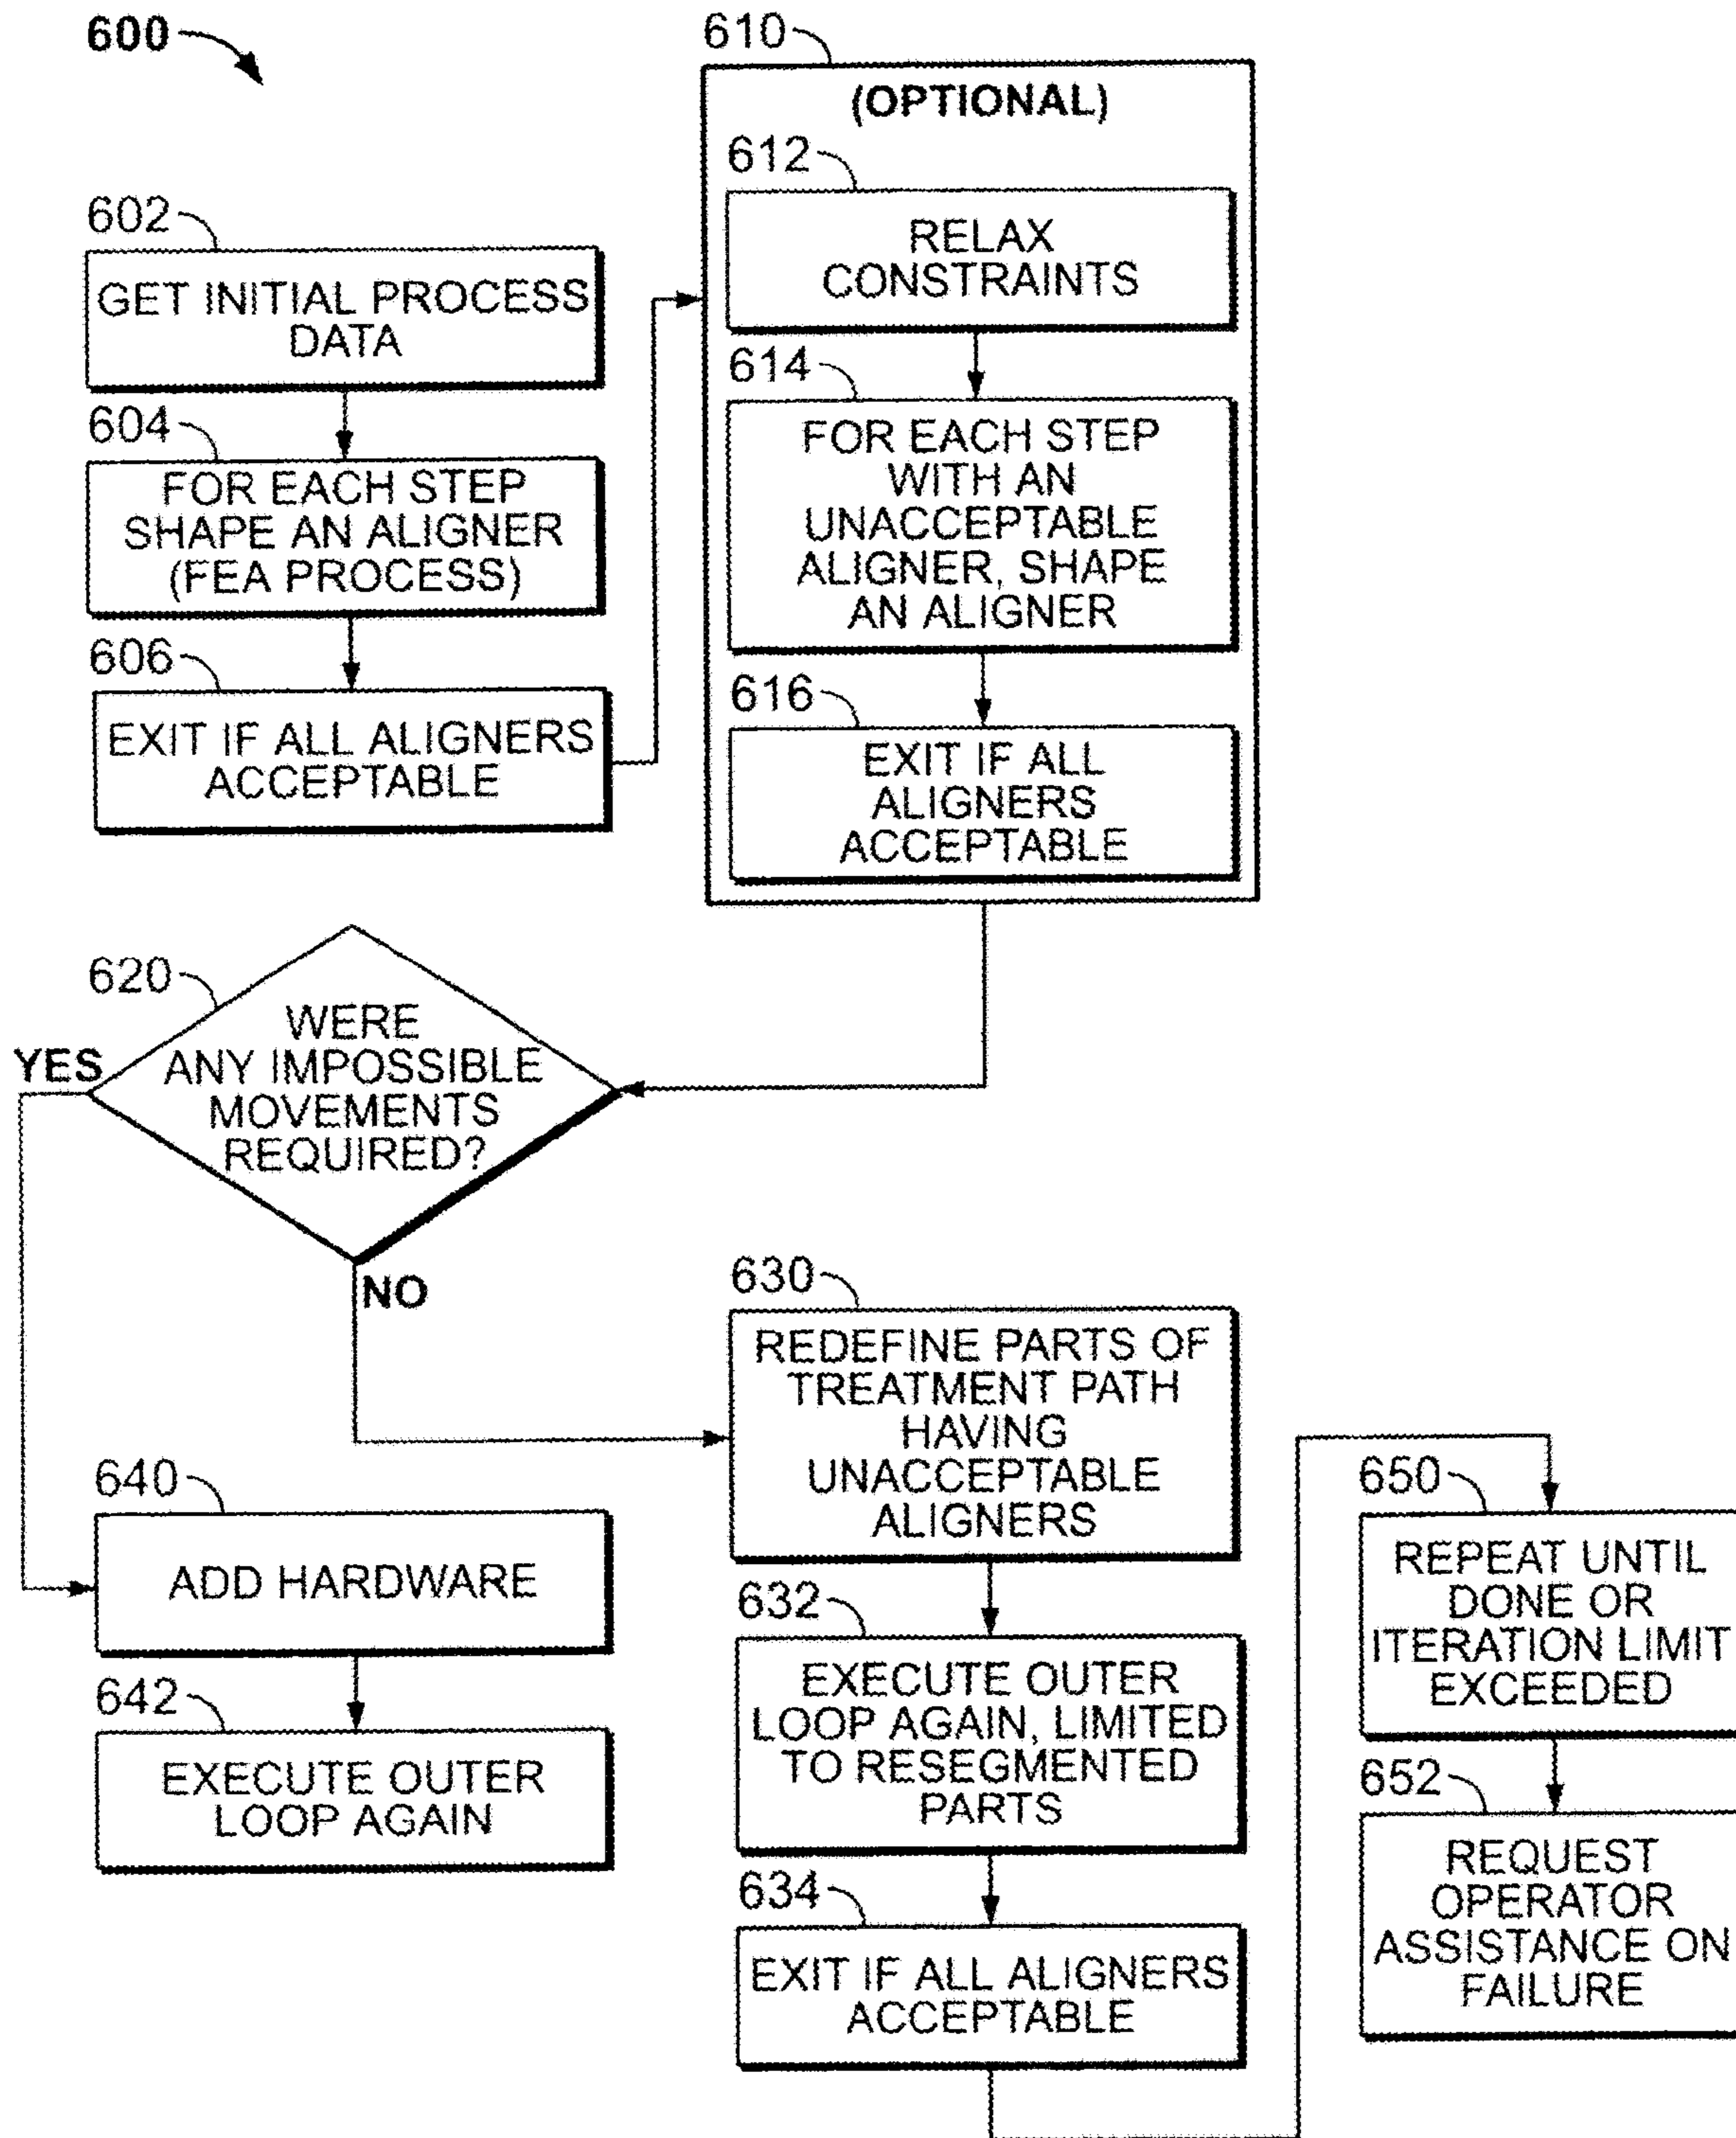 600
602
GET INITIAL PROCESS
DATA
604
FOR EACH STEP
SHAPE AN ALIGNER
(FEA PROCESS)
606
EXIT IF ALL ALIGNERS
ACCEPTABLE
610
(OPTIONAL)
612
RELAX
CONSTRAINTS
614
FOR EACH STEP
WITH AN
UNACCEPTABLE
ALIGNER, SHAPE
AN ALIGNER
616
EXIT IF ALL
ALIGNERS
ACCEPTABLE
620
WERE
ANY IMPOSSIBLE
MOVEMENTS
REQUIRED?
YES
NO
640
ADD HARDWARE
642
EXECUTE OUTER
LOOP AGAIN
630
REDEFINE PARTS OF
TREATMENT PATH
HAVING
UNACCEPTABLE
ALIGNERS
632
EXECUTE OUTER
LOOP AGAIN, LIMITED
TO RESEGMENTED
PARTS
634
EXIT IF ALL ALIGNERS
ACCEPTABLE
650
REPEAT UNTIL
DONE OR
ITERATION LIMIT
EXCEEDED
652
REQUEST
OPERATOR
ASSISTANCE ON
FAILURE